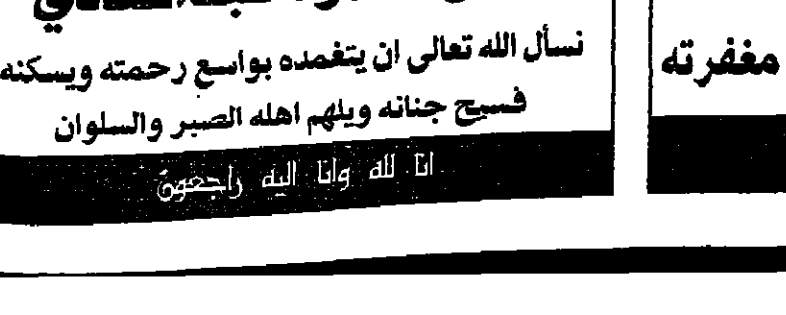 مغفرته
نسأل الله تعالى ان يتغمده بواسع رحمته ويسكنه
فسيح جنانه ويلهم اهله الصبر والسلوان
انا لله وانا اليه راجعون